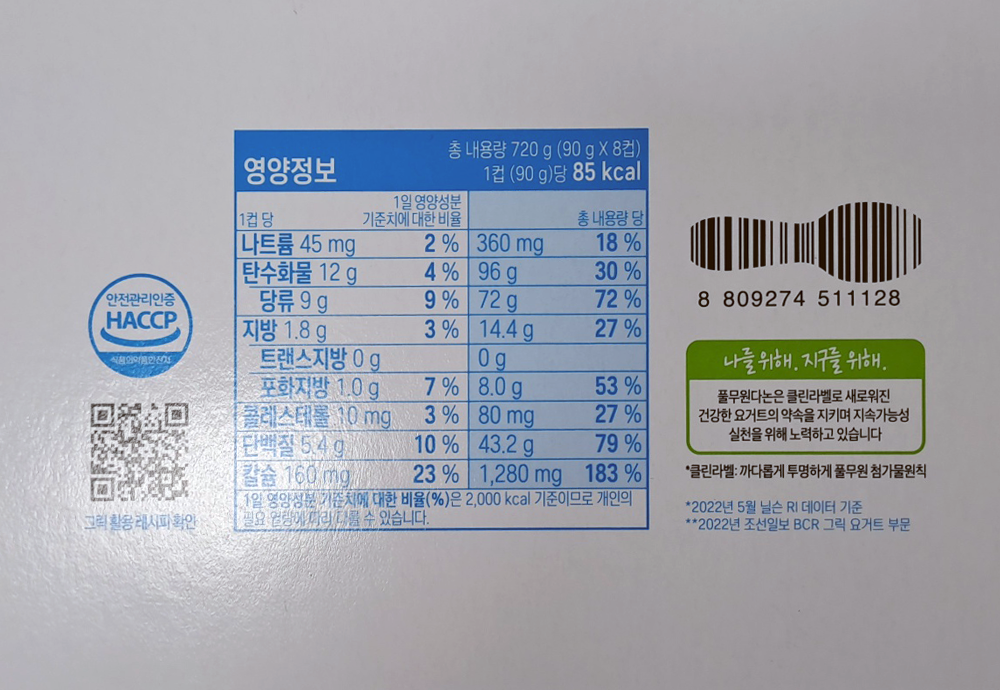 영양정보
총 내용량 720 g (90 g X 8컵)
1컵 (90 g)당 85 kcal
1컵 당 1일 영양성분 기준치에 대한 비율 총 내용량 당
나트륨 45 mg 2 % 360 mg 18 %
탄수화물 12 g 4 % 96 g 30 %
당류 9 g 9 % 72 g 72 %
지방 1.8 g 3 % 14.4 g 27 %
트랜스지방 0 g 0 g
포화지방 1.0 g 7 % 8.0 g 53 %
콜레스테롤 10 mg 3 % 80 mg 27 %
단백질 5.4 g 10 % 43.2 g 79 %
칼슘 160 mg 23 % 1,280 mg 183 %
1일 영양성분 기준치에 대한 비율(%)은 2,000 kcal 기준이므로 개인의
필요 열량에 따라 다를 수 있습니다.
안전관리인증
HACCP
식품의약품안전처
그릭 활용 레시피 확인
8 809274 511128
나를 위해. 지구를 위해.
풀무원다논은 클린라벨로 새로워진
건강한 요거트의 약속을 지키며 지속가능성
실천을 위해 노력하고 있습니다
*클린라벨: 까다롭게 투명하게 풀무원 첨가물원칙
*2022년 5월 닐슨 RI 데이터 기준
**2022년 조선일보 BCR 그릭 요거트 부문